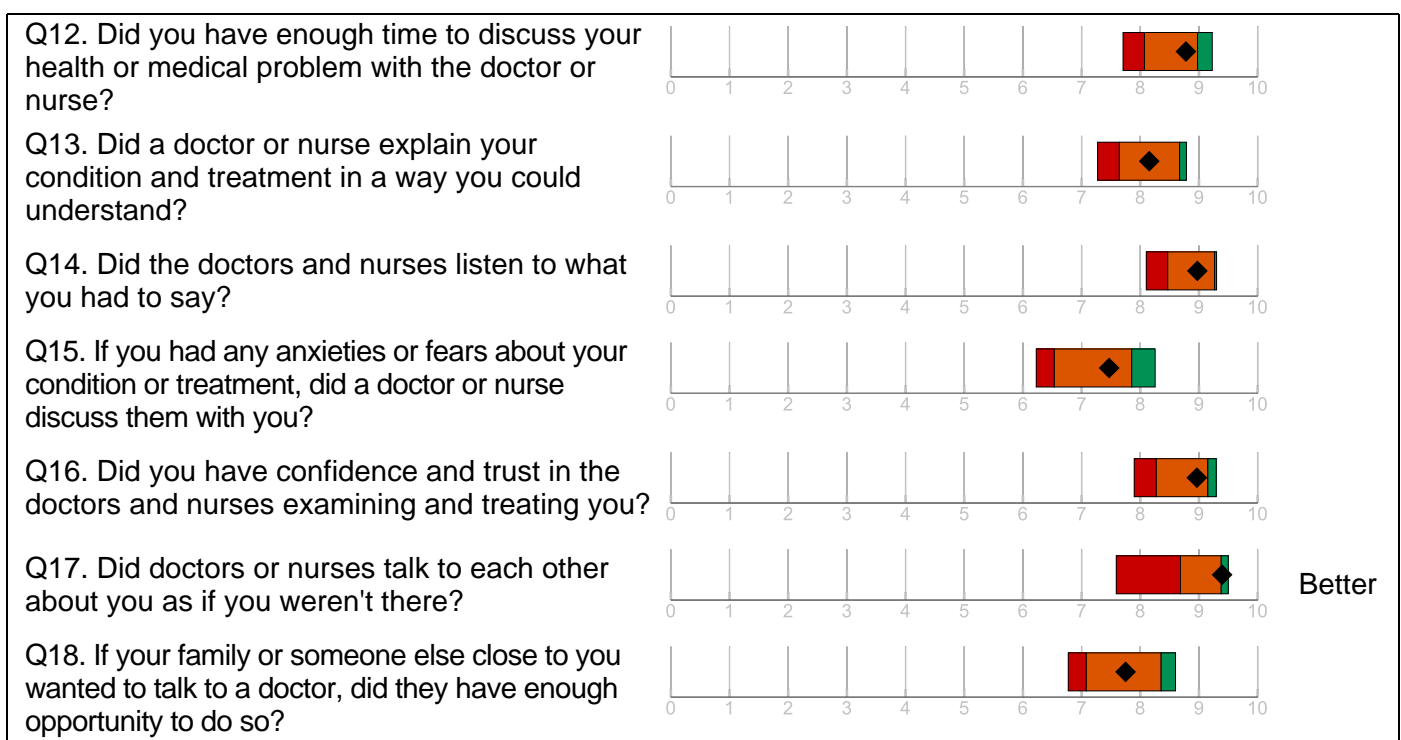 Q12. Did you have enough time to discuss your
health or medical problem with the doctor or
nurse?
0 1 2 3 4 5 6 7 8 9 10
Q13. Did a doctor or nurse explain your
condition and treatment in a way you could
understand?
0 1 2 3 4 5 6 7 8 9 10
Q14. Did the doctors and nurses listen to what
you had to say?
0 1 2 3 4 5 6 7 8 9 10
Q15. If you had any anxieties or fears about your
condition or treatment, did a doctor or nurse
discuss them with you?
0 1 2 3 4 5 6 7 8 9 10
Q16. Did you have confidence and trust in the
doctors and nurses examining and treating you?
0 1 2 3 4 5 6 7 8 9 10
Q17. Did doctors or nurses talk to each other
about you as if you weren't there?
0 1 2 3 4 5 6 7 8 9 10
Better
Q18. If your family or someone else close to you
wanted to talk to a doctor, did they have enough
opportunity to do so?
0 1 2 3 4 5 6 7 8 9 10